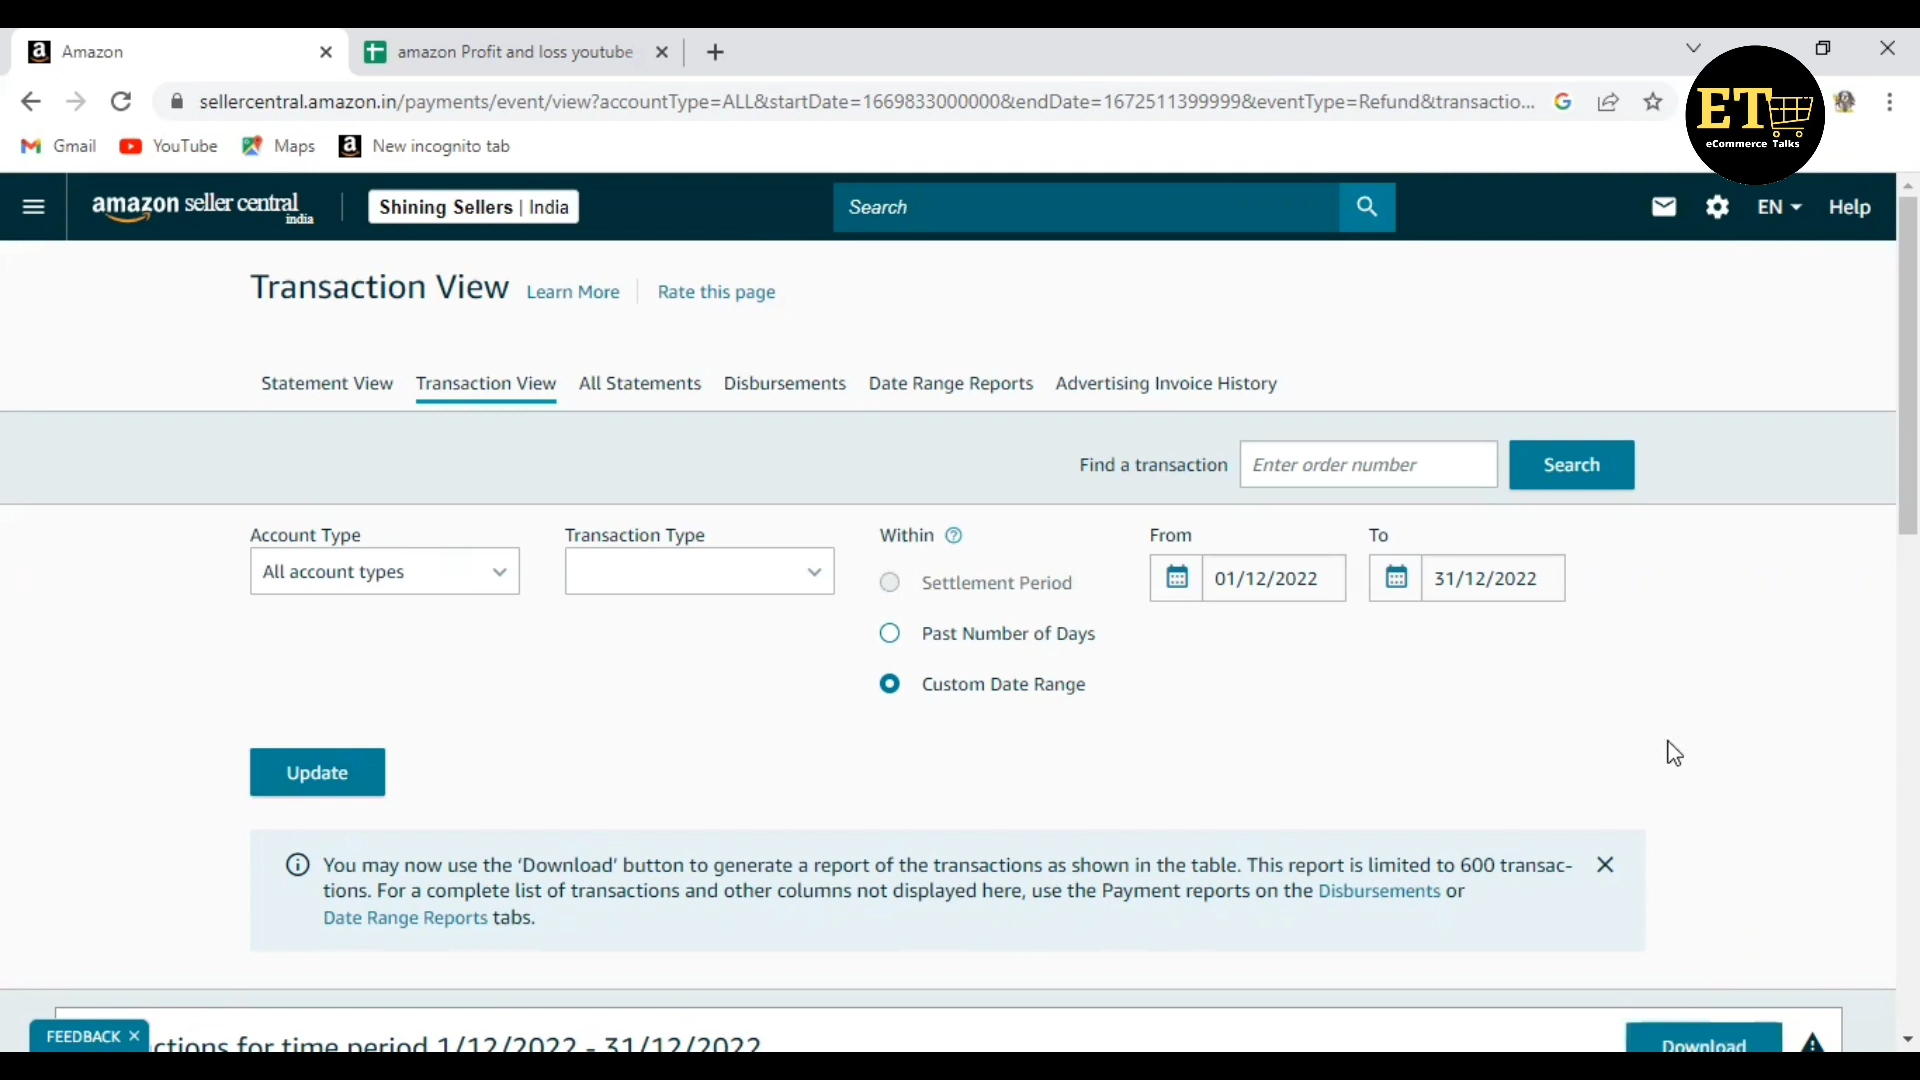 Amazon
amazon Profit and loss youtube
sellercentral.amazon.in/payments/event/view?accountType=ALL&startDate=1669833000000&endDate=1672511399999&eventType=Refund&transactio...
ET
eCommerce Talks
Gmail
YouTube
Maps
New incognito tab
amazon seller central
india
Shining Sellers | India
Search
EN
Help
Transaction View
Learn More
Rate this page
Statement View
Transaction View
All Statements
Disbursements
Date Range Reports
Advertising Invoice History
Find a transaction
Enter order number
Search
Account Type
Transaction Type
Within
From
To
All account types
Settlement Period
01/12/2022
31/12/2022
Past Number of Days
Custom Date Range
Update
You may now use the 'Download' button to generate a report of the transactions as shown in the table. This report is limited to 600 transac-
tions. For a complete list of transactions and other columns not displayed here, use the Payment reports on the Disbursements or
Date Range Reports tabs.
FEEDBACK
ctions for time period 1/12/2022 - 31/12/2022
Download